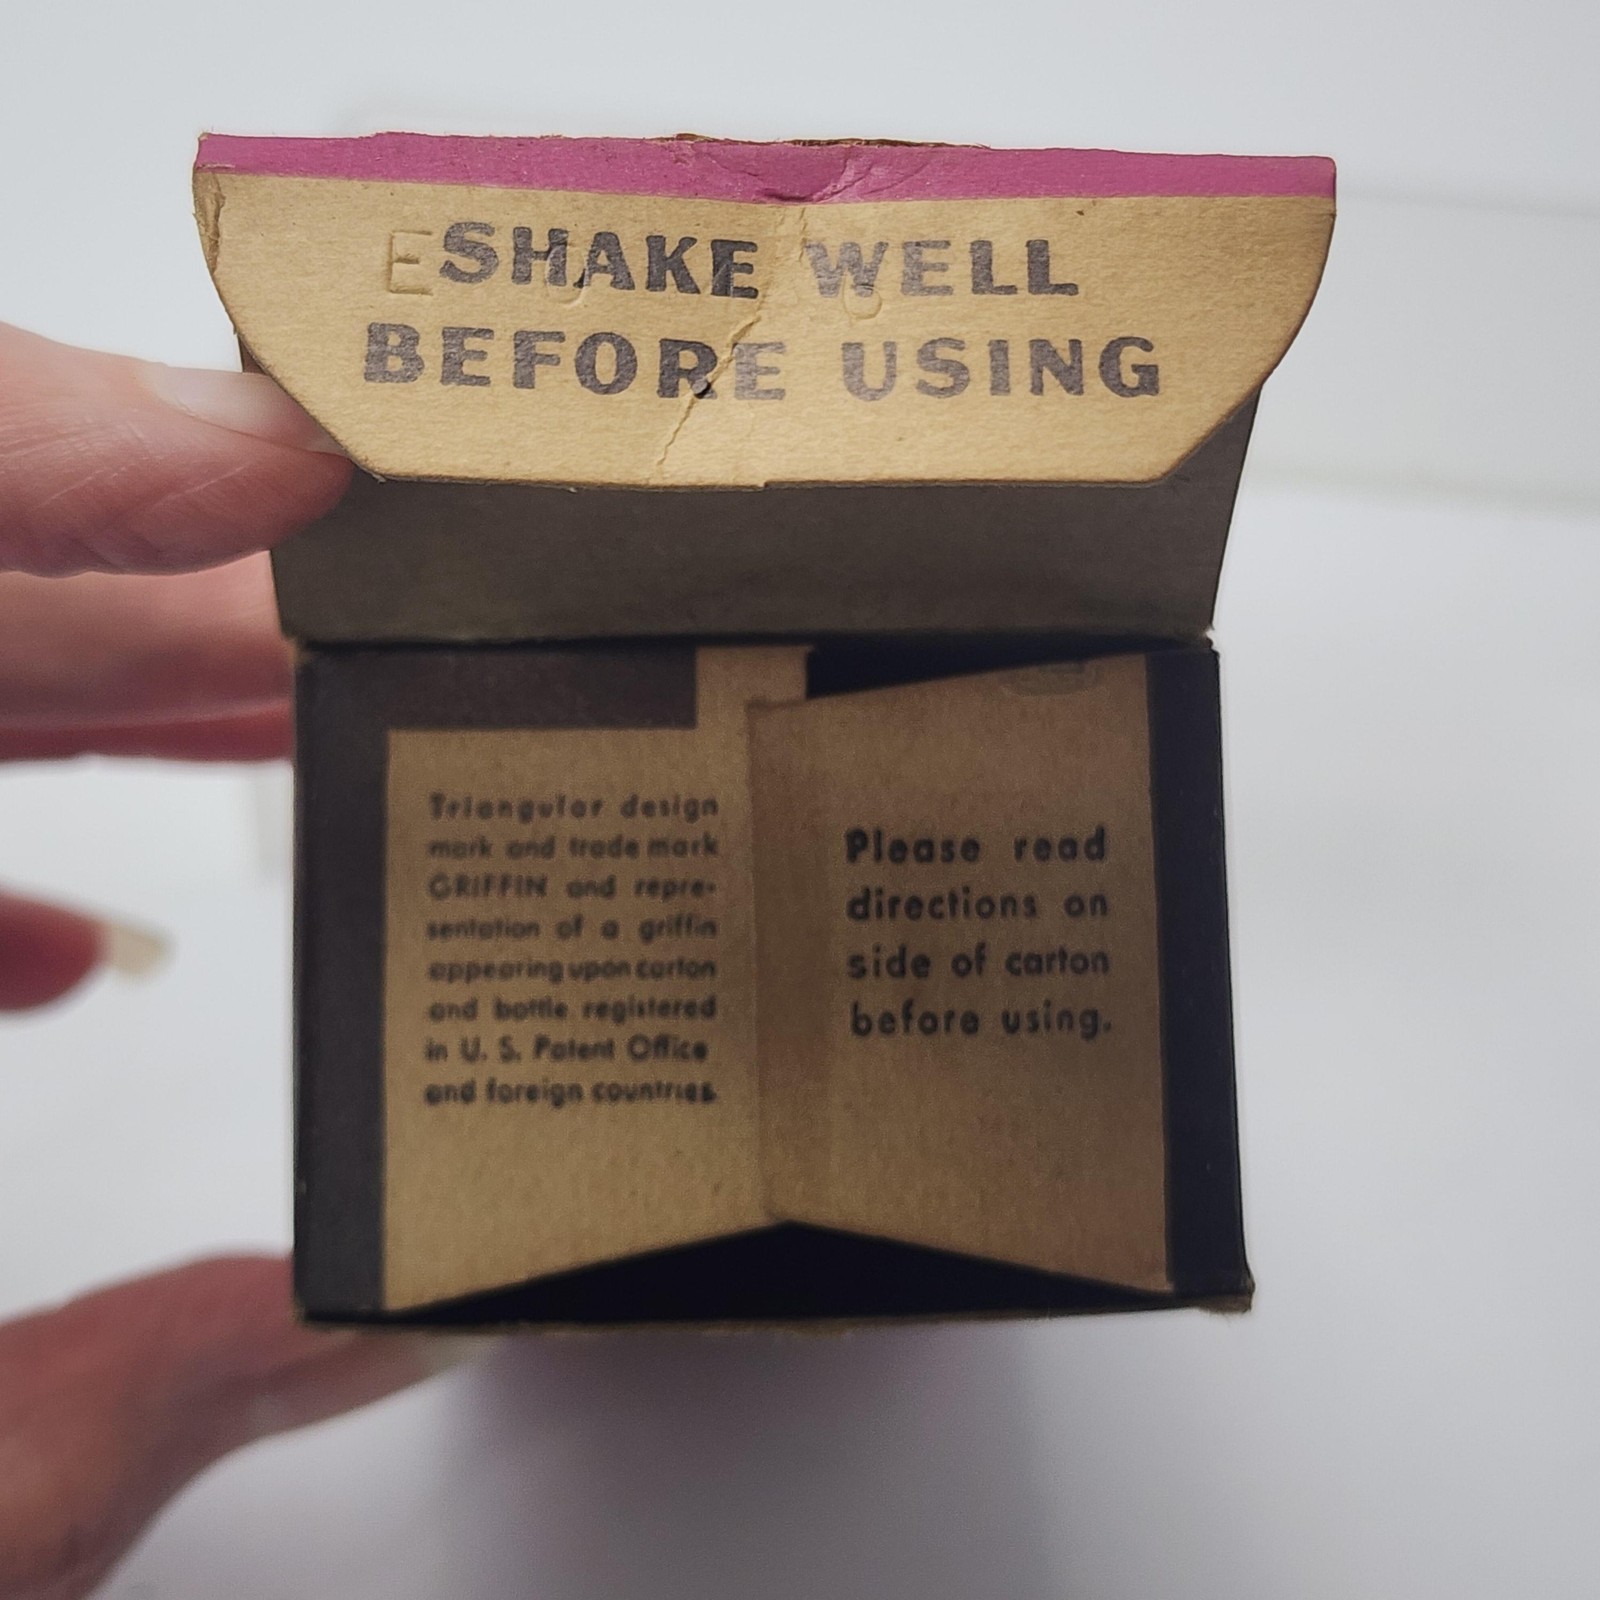 E SHAKE WELL
BEFORE USING
Triangular design
mark and trade mark
GRIFFIN and repre-
sentation of a griffin
appearing upon carton
and bottle registered
in U. S. Patent Office
and foreign countries.
Please read
directions on
side of carton
before using.